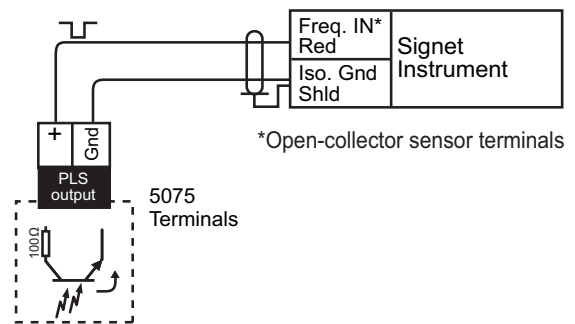 Freq. IN*
Red
Iso. Gnd
Shld
Signet
Instrument
*Open-collector sensor terminals
+
Gnd
PLS
output
5075
Terminals
100Ω